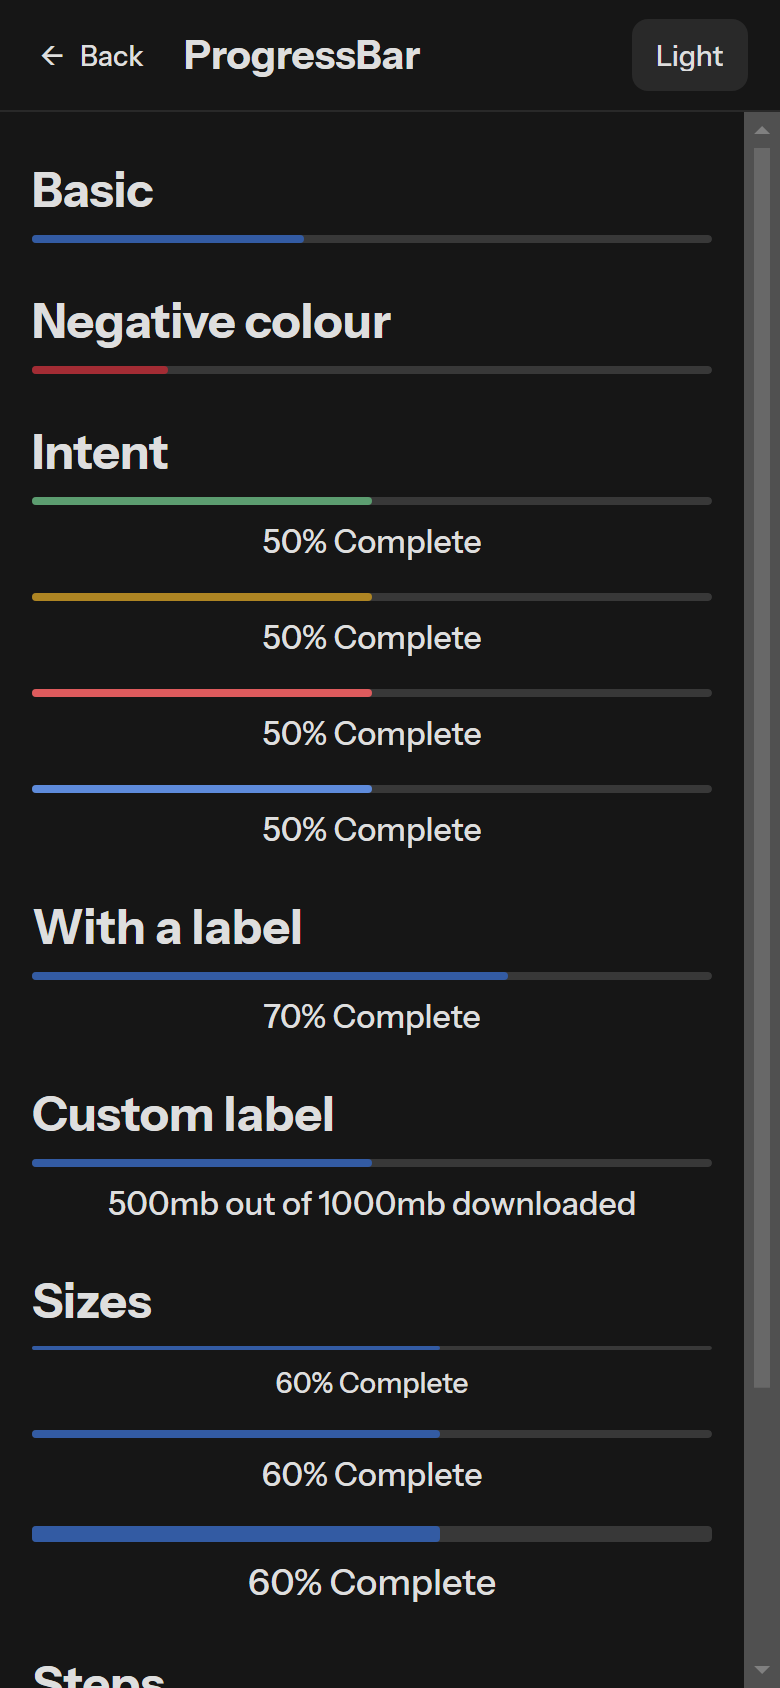 ← Back ProgressBar Light
Basic
Negative colour
Intent
50% Complete
50% Complete
50% Complete
50% Complete
With a label
70% Complete
Custom label
500mb out of 1000mb downloaded
Sizes
60% Complete
60% Complete
60% Complete
Steps